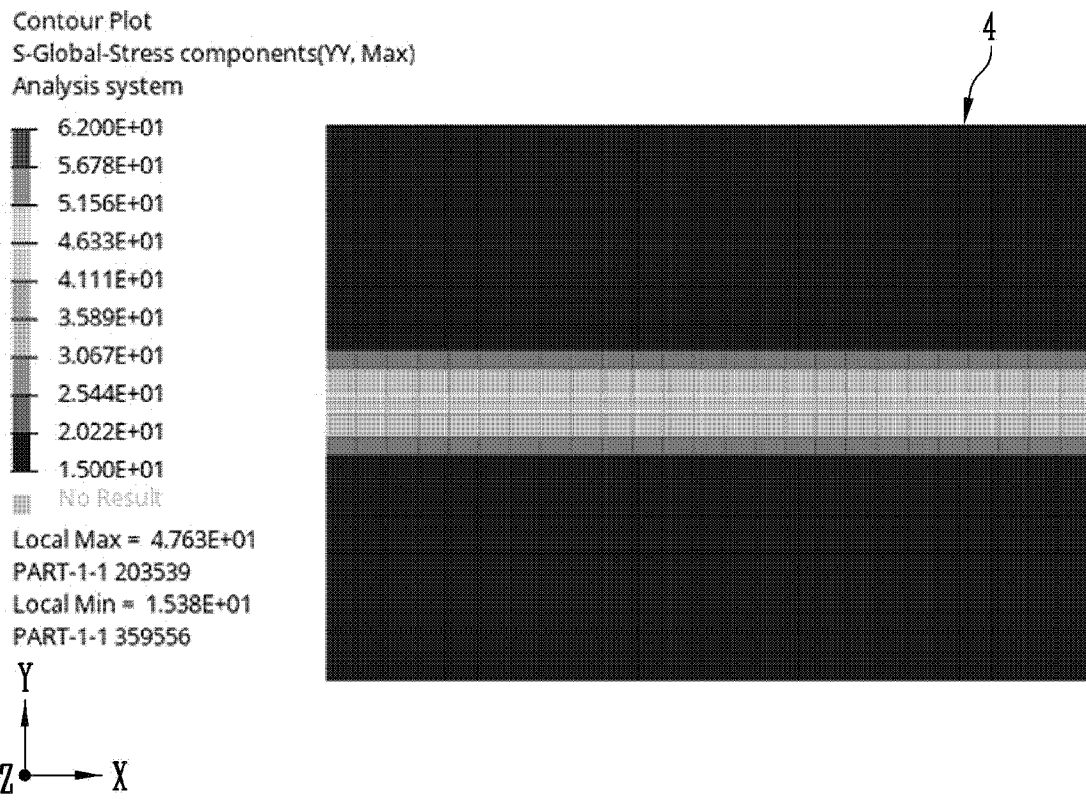 Contour Plot
S-Global-Stress components(YY, Max)
Analysis system
6.200E+01
5.678E+01
5.156E+01
4.633E+01
4.111E+01
3.589E+01
3.067E+01
2.544E+01
2.022E+01
1.500E+01
No Result
Local Max = 4.763E+01
PART-1-1 203539
Local Min = 1.538E+01
PART-1-1 359556
4
Y
Z X